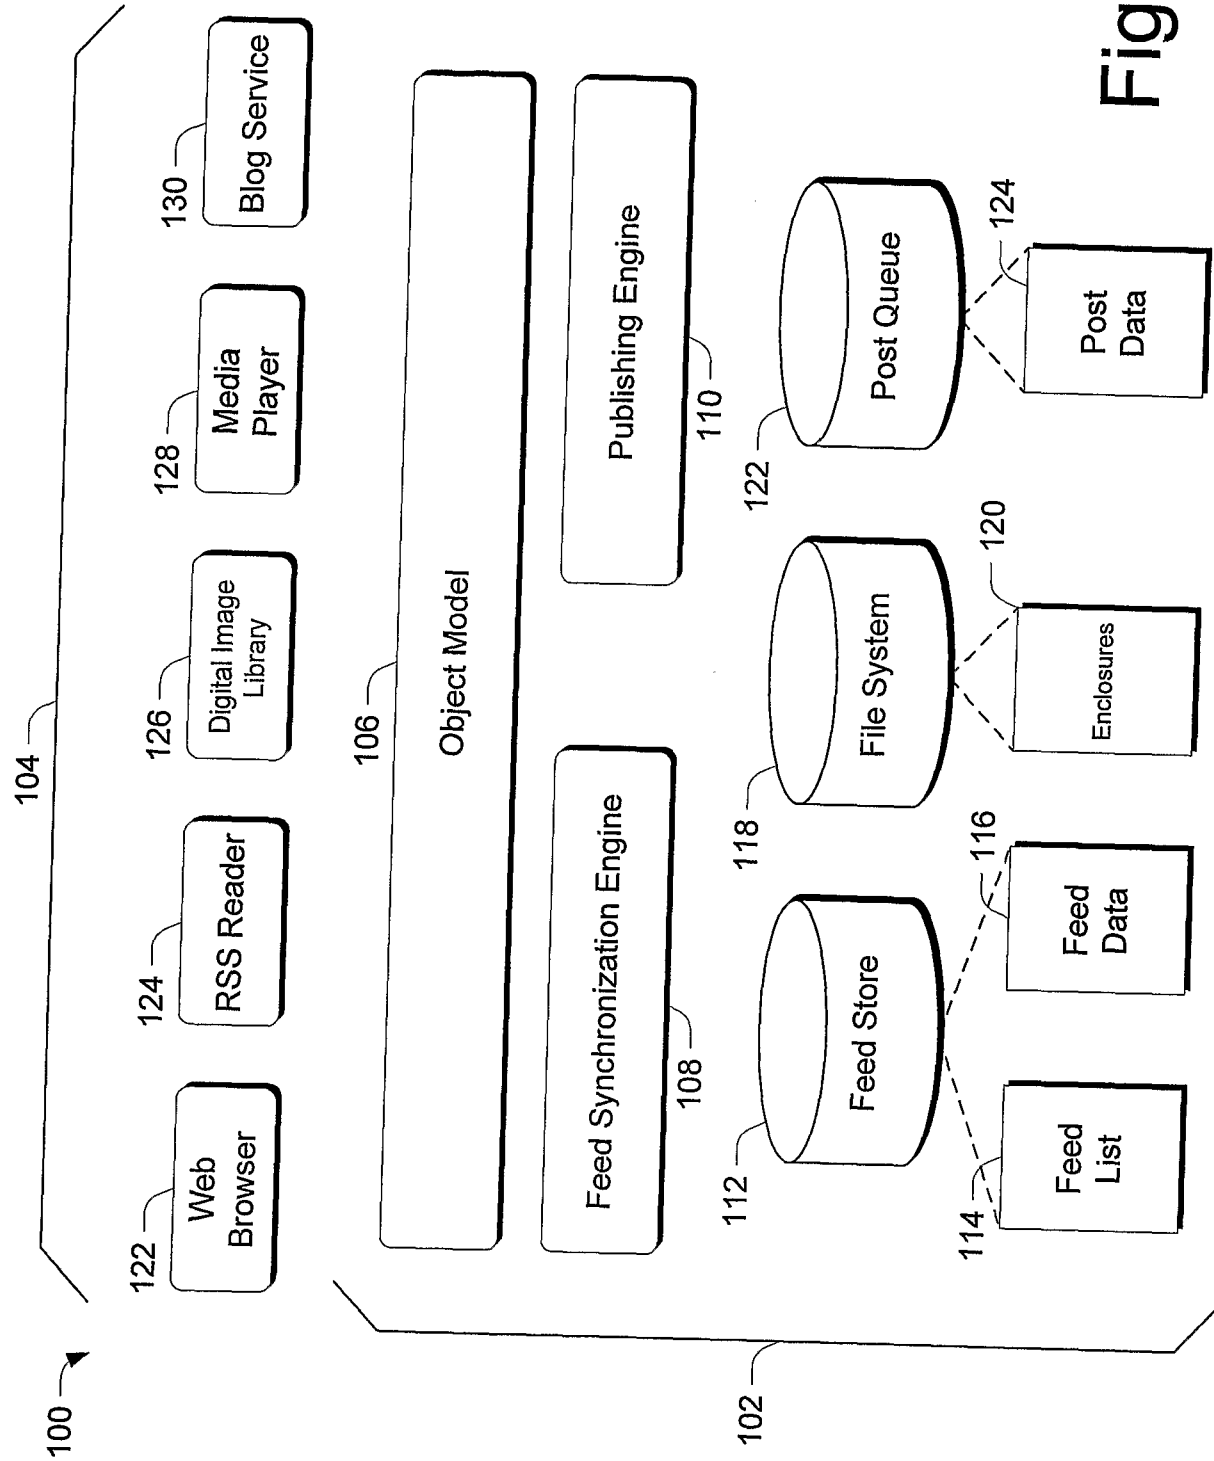 100
104
122
Web
Browser
124
RSS Reader
126
Digital Image
Library
128
Media
Player
130
Blog Service
102
106
Object Model
Feed Synchronization Engine
108
Publishing Engine
110
112
Feed Store
118
File System
122
Post Queue
114
Feed
List
116
Feed
Data
120
Enclosures
124
Post
Data
Fig